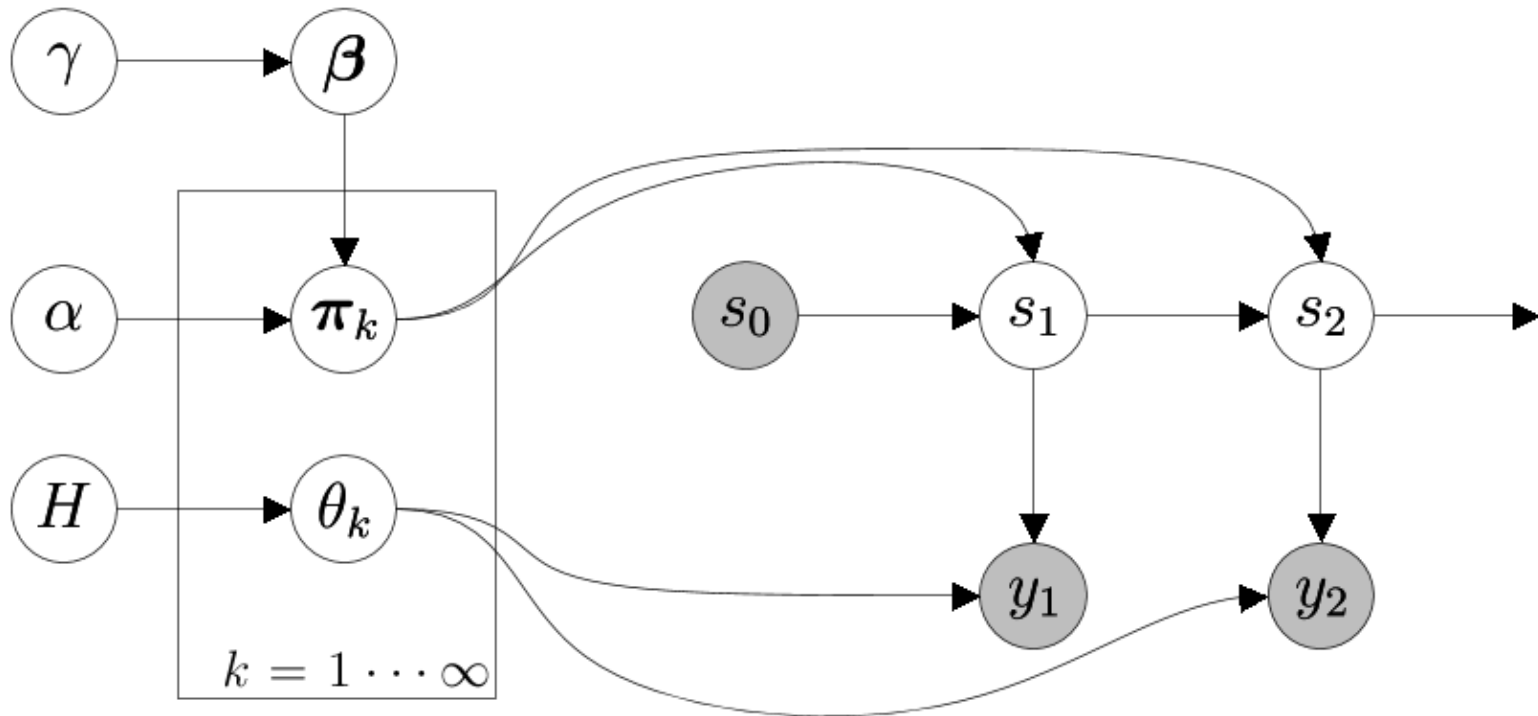 γ
β
α
π_k
s_0
s_1
s_2
H
θ_k
y_1
y_2
k = 1 ⋯ ∞